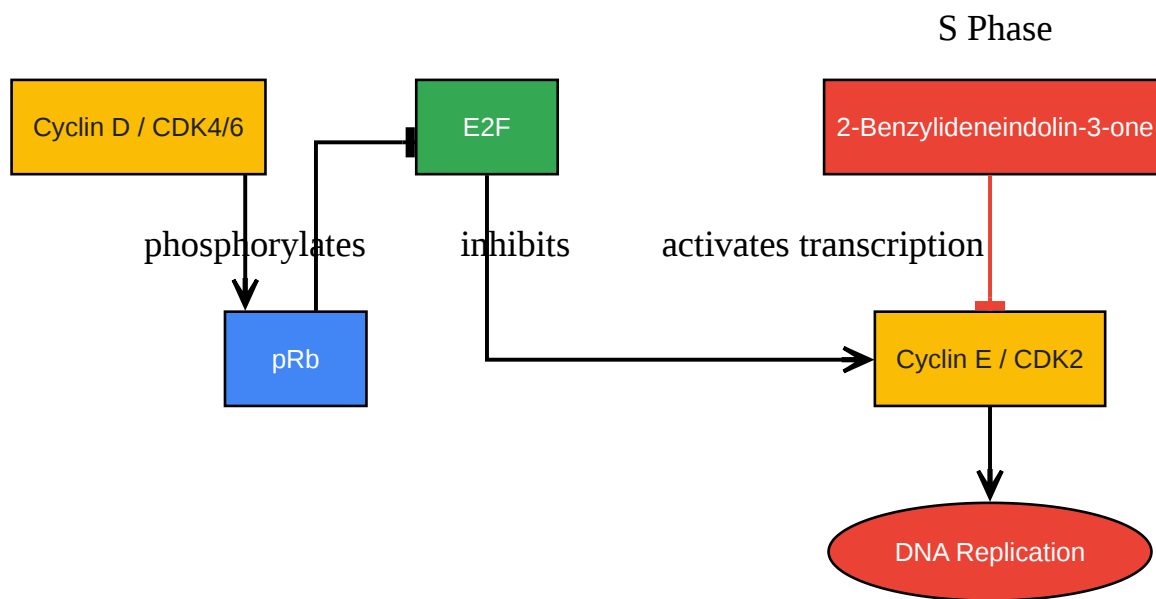 S Phase
Cyclin D / CDK4/6
E2F
2-Benzylideneindolin-3-one
phosphorylates
inhibits
activates transcription
pRb
Cyclin E / CDK2
DNA Replication